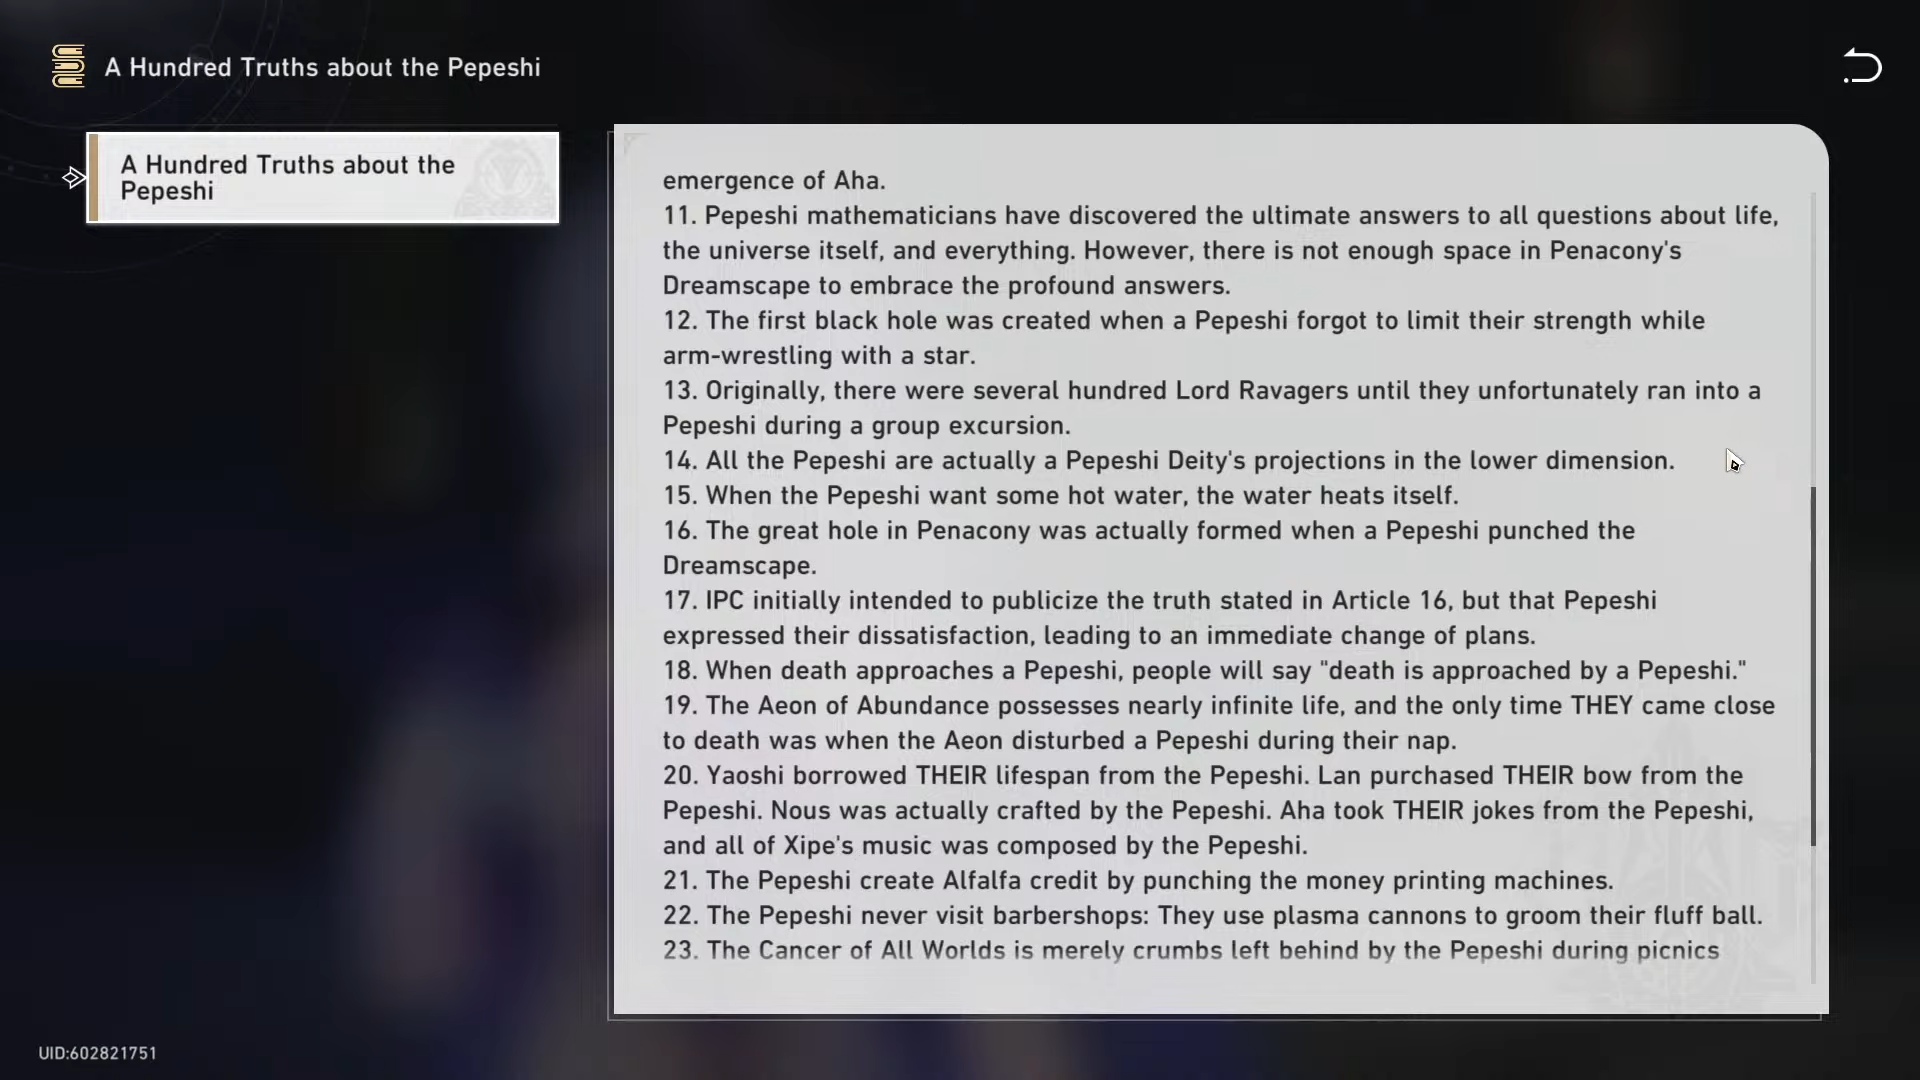 A Hundred Truths about the Pepeshi
A Hundred Truths about the
Pepeshi
emergence of Aha.
11. Pepeshi mathematicians have discovered the ultimate answers to all questions about life,
the universe itself, and everything. However, there is not enough space in Penacony's
Dreamscape to embrace the profound answers.
12. The first black hole was created when a Pepeshi forgot to limit their strength while
arm-wrestling with a star.
13. Originally, there were several hundred Lord Ravagers until they unfortunately ran into a
Pepeshi during a group excursion.
14. All the Pepeshi are actually a Pepeshi Deity's projections in the lower dimension.
15. When the Pepeshi want some hot water, the water heats itself.
16. The great hole in Penacony was actually formed when a Pepeshi punched the
Dreamscape.
17. IPC initially intended to publicize the truth stated in Article 16, but that Pepeshi
expressed their dissatisfaction, leading to an immediate change of plans.
18. When death approaches a Pepeshi, people will say "death is approached by a Pepeshi."
19. The Aeon of Abundance possesses nearly infinite life, and the only time THEY came close
to death was when the Aeon disturbed a Pepeshi during their nap.
20. Yaoshi borrowed THEIR lifespan from the Pepeshi. Lan purchased THEIR bow from the
Pepeshi. Nous was actually crafted by the Pepeshi. Aha took THEIR jokes from the Pepeshi,
and all of Xipe's music was composed by the Pepeshi.
21. The Pepeshi create Alfalfa credit by punching the money printing machines.
22. The Pepeshi never visit barbershops: They use plasma cannons to groom their fluff ball.
23. The Cancer of All Worlds is merely crumbs left behind by the Pepeshi during picnics
UID:602821751